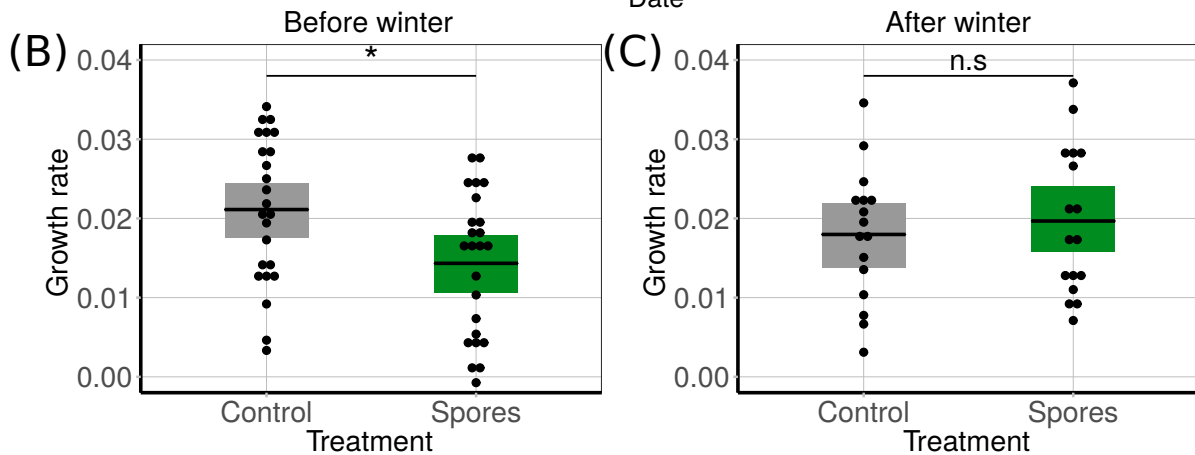 Date
Before winter
After winter
(B)
(C)
*
n.s
0.04
0.03
0.02
0.01
0.00
Growth rate
Control
Spores
Treatment
0.04
0.03
0.02
0.01
0.00
Growth rate
Control
Spores
Treatment